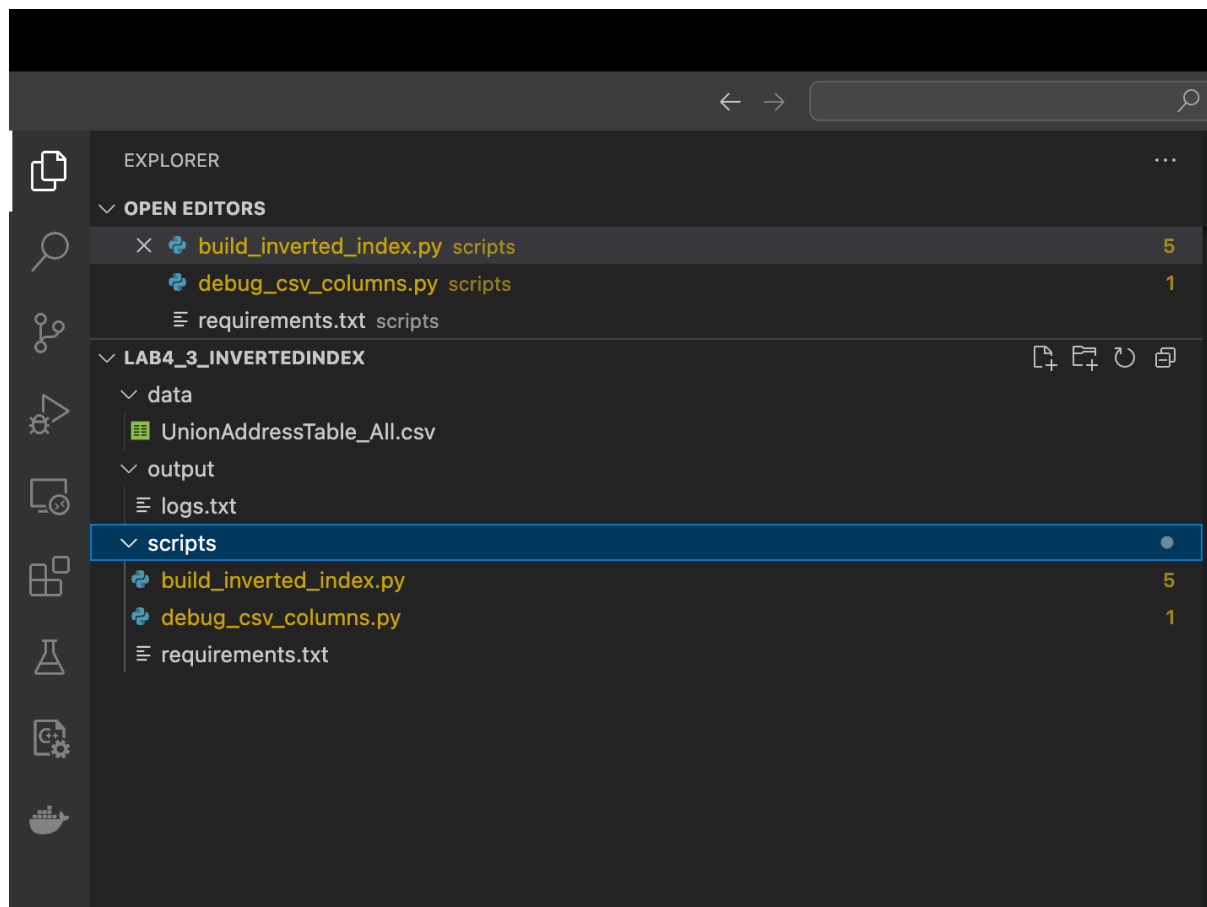 EXPLORER
OPEN EDITORS
build_inverted_index.py scripts 5
debug_csv_columns.py scripts 1
requirements.txt scripts
LAB4_3_INVERTEDINDEX
data
UnionAddressTable_All.csv
output
logs.txt
scripts
build_inverted_index.py 5
debug_csv_columns.py 1
requirements.txt